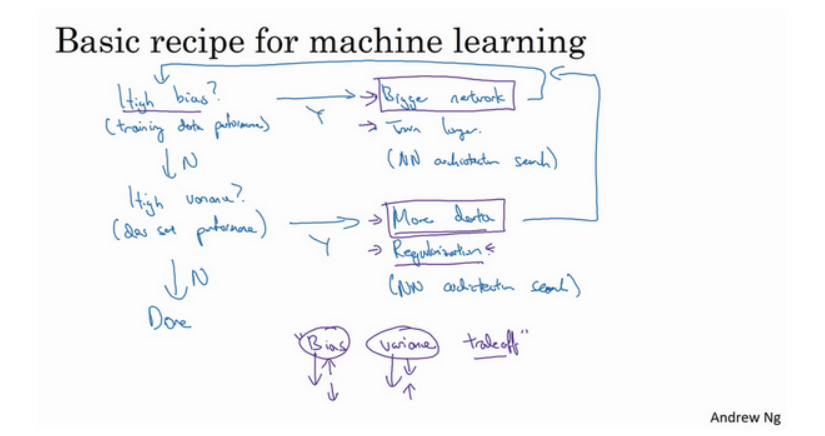 Basic recipe for machine learning
High bias?
(training data performance)
Y
Bigger network
Train longer.
(NN architecture search)
N
High variance?
(dev set performance)
Y
More data
Regularization
(NN architecture search)
N
Done
"Bias variance tradeoff"
Andrew Ng